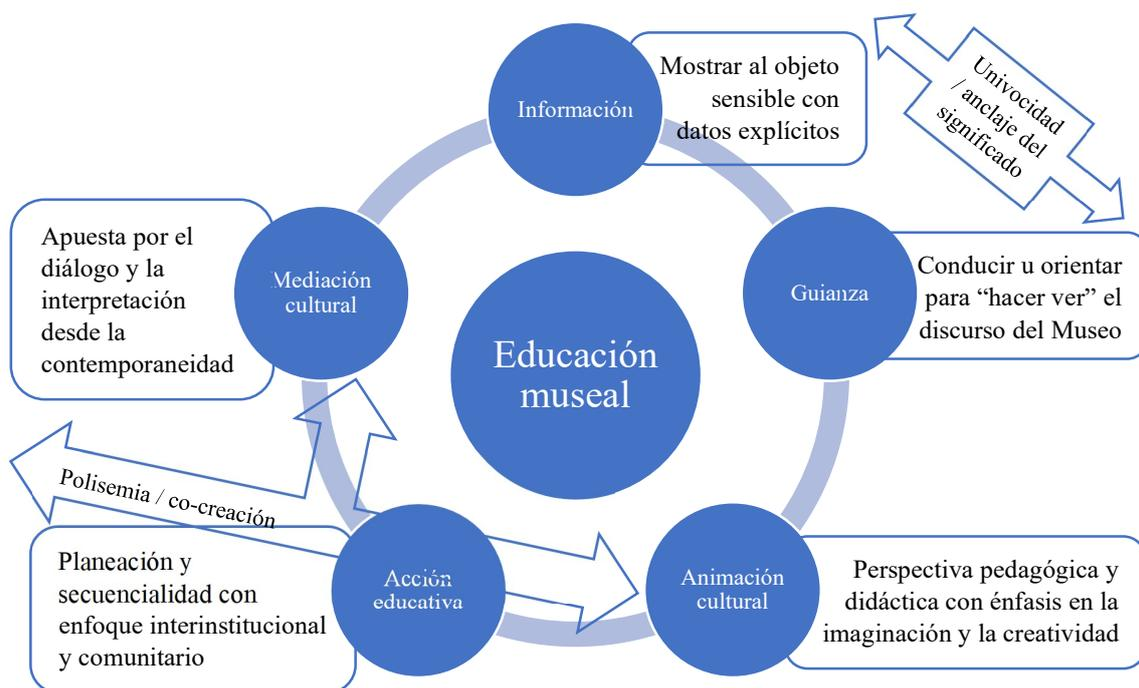 Información
Mostrar al objeto
sensible con
datos explícitos
Univocidad
/ anclaje del
significado
Mediación
cultural
Apuesta por el
diálogo y la
interpretación
desde la
contemporaneidad
Guianza
Conducir u orientar
para “hacer ver” el
discurso del Museo
Educación
museal
Polisemia / co-creación
Acción
educativa
Planeación y
secuencialidad con
enfoque interinstitucional
y comunitario
Animación
cultural
Perspectiva pedagógica y
didáctica con énfasis en la
imaginación y la creatividad